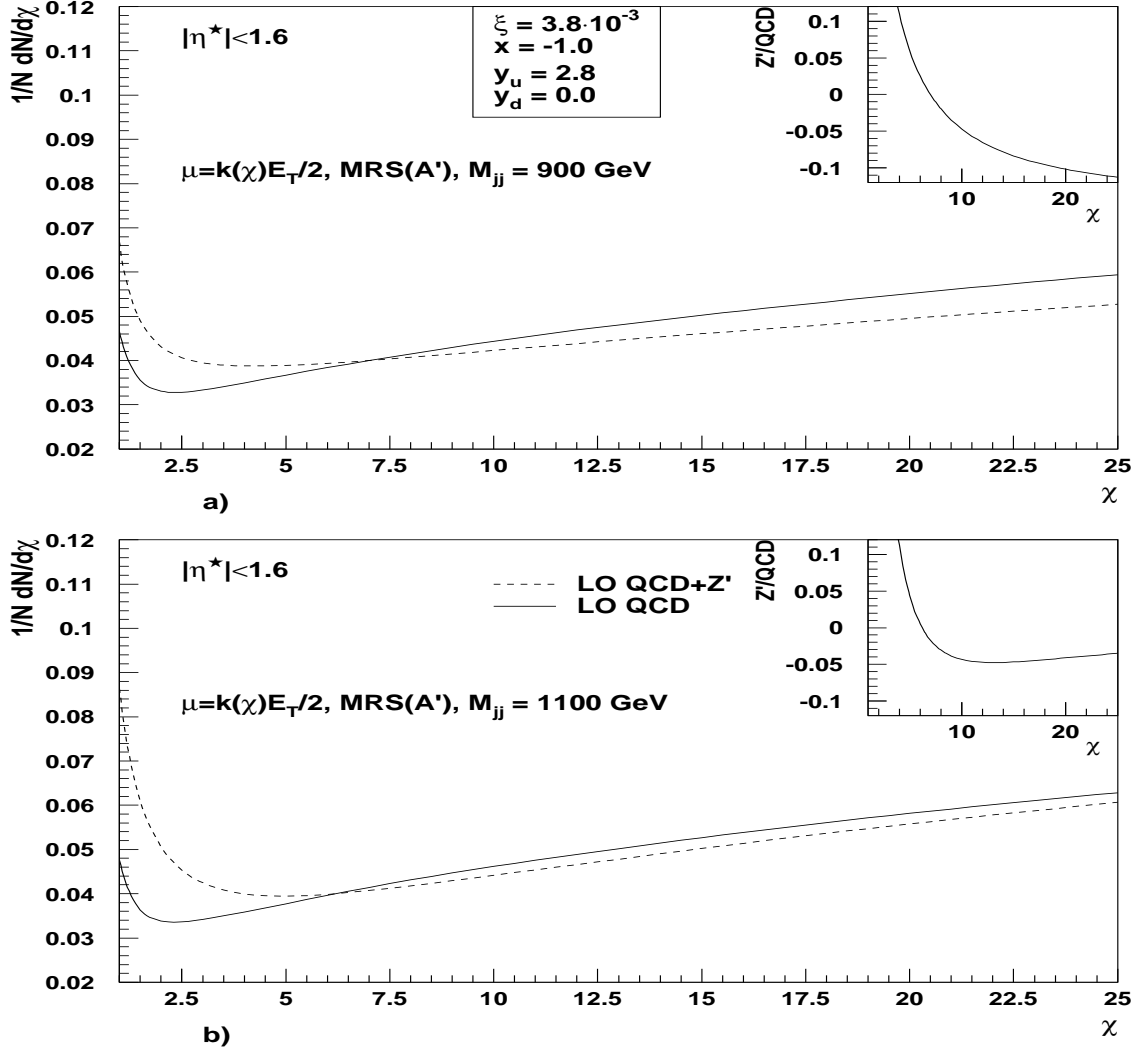 1/N dN/dχ
0.12
0.11
0.1
0.09
0.08
0.07
0.06
0.05
0.04
0.03
0.02
|η★|<1.6
ξ = 3.8·10⁻³
x = -1.0
y_u = 2.8
y_d = 0.0
μ=k(χ)E_T/2, MRS(A'), M_jj = 900 GeV
Z'/QCD
0.1
0.05
0
-0.05
-0.1
10 20
χ
2.5 5 7.5 10 12.5 15 17.5 20 22.5 25
χ
a)
1/N dN/dχ
0.12
0.11
0.1
0.09
0.08
0.07
0.06
0.05
0.04
0.03
0.02
|η★|<1.6
LO QCD+Z'
LO QCD
μ=k(χ)E_T/2, MRS(A'), M_jj = 1100 GeV
Z'/QCD
0.1
0.05
0
-0.05
-0.1
10 20
χ
2.5 5 7.5 10 12.5 15 17.5 20 22.5 25
χ
b)